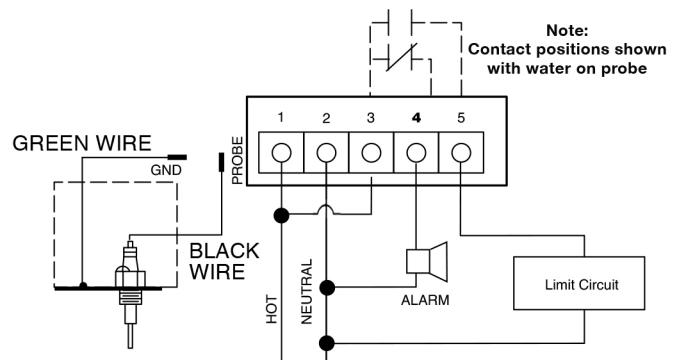 Note:
Contact positions shown
with water on probe
1 2 3 4 5
GREEN WIRE
GND
PROBE
BLACK
WIRE
HOT
NEUTRAL
ALARM
Limit Circuit